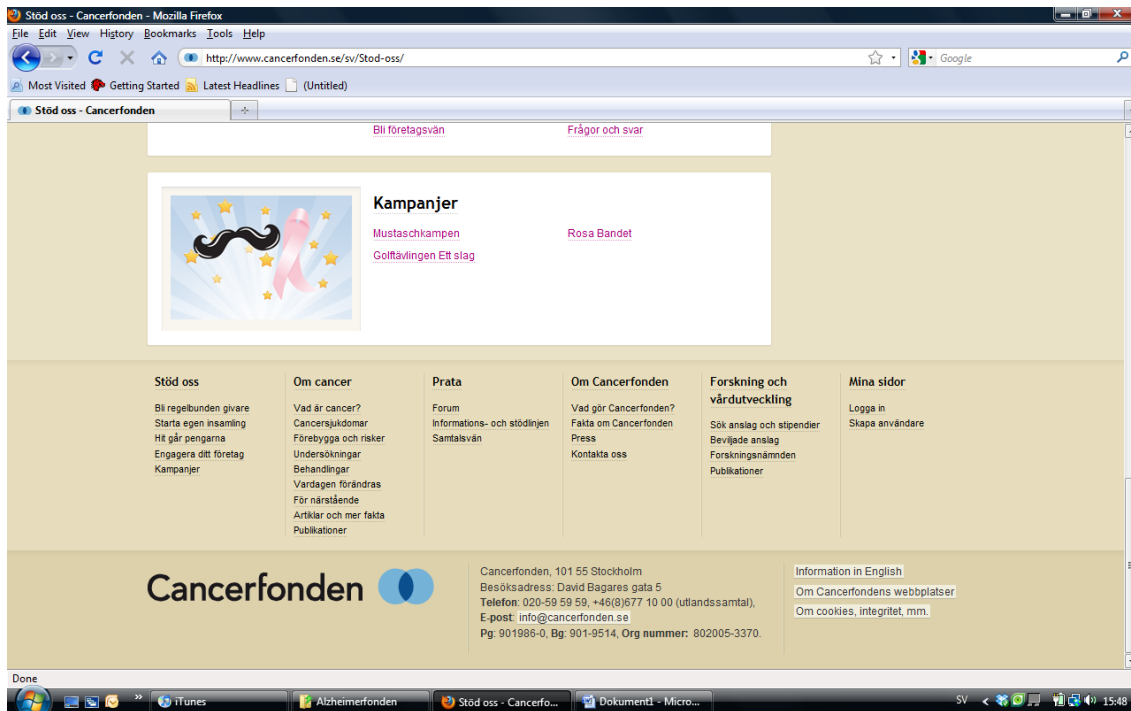 Stöd oss - Cancerfonden - Mozilla Firefox
File Edit View History Bookmarks Tools Help
http://www.cancerfonden.se/sv/Stod-oss/
Google
Most Visited Getting Started Latest Headlines (Untitled)
Stöd oss - Cancerfonden
Bli företagsvän Frågor och svar
Kampanjer
Mustaschkampen Rosa Bandet
Golftävlingen Ett slag
Stöd oss
Bli regelbunden givare
Starta egen insamling
Hit går pengarna
Engagera ditt företag
Kampanjer
Om cancer
Vad är cancer?
Cancersjukdomar
Förebygga och risker
Undersökningar
Behandlingar
Vardagen förändras
För närstående
Artiklar och mer fakta
Publikationer
Prata
Forum
Informations- och stödlinjen
Samtalsvän
Om Cancerfonden
Vad gör Cancerfonden?
Fakta om Cancerfonden
Press
Kontakta oss
Forskning och
vårdutveckling
Sök anslag och stipendier
Beviljade anslag
Forskningsnämnden
Publikationer
Mina sidor
Logga in
Skapa användare
Cancerfonden
Cancerfonden, 101 55 Stockholm
Besöksadress: David Bagares gata 5
Telefon: 020-59 59 59, +46(8)677 10 00 (utlandssamtal),
E-post: info@cancerfonden.se
Pg: 901986-0, Bg: 901-9514, Org nummer: 802005-3370.
Information in English
Om Cancerfondens webbplatser
Om cookies, integritet, mm.
Done
iTunes Alzheimerfonden Stöd oss - Cancerfo... Dokument1 - Micro... SV 15:48